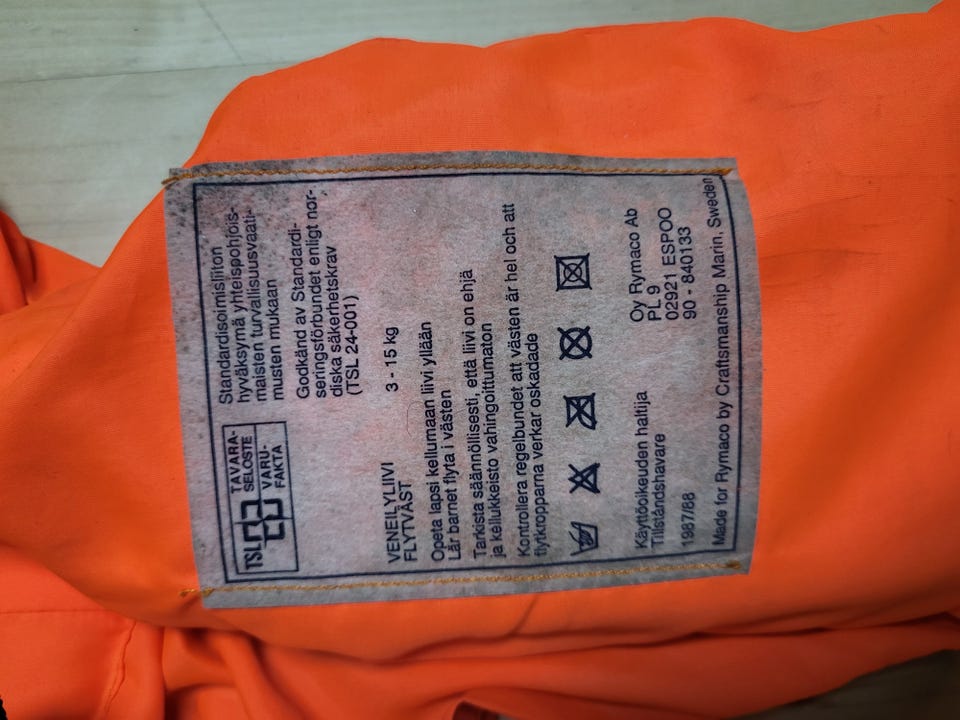 TSL
TAVARA-
SELOSTE
VARU-
FAKTA
Standardisoimisliiton
hyväksymä yhteispohjois-
maisten turvallisuusvaati-
musten mukaan
Godkänd av Standardi-
seringsförbundet enligt nor-
diska säkerhetskrav
(TSL 24-001)
VENEILYLIIVI 3 - 15 kg
FLYTVÄST
Opeta lapsi kellumaan liivi yllään
Lär barnet flyta i västen
Tarkista säännöllisesti, että liivi on ehjä
ja kellukkeisto vahingoittumaton
Kontrollera regelbundet att västen är hel och att
flytkropparna verkar oskadade
Käyttöoikeuden haltija
Tillståndshavare
Oy Rymaco Ab
PL 9
02921 ESPOO
90 - 840133
1987/88
Made for Rymaco by Craftsmanship Marin, Sweden